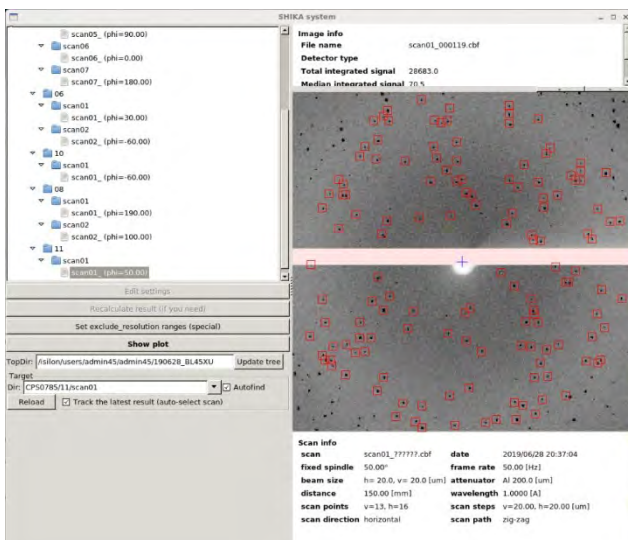 SHIKA system
scan05_ (phi=90.00)
scan06
scan06_ (phi=0.00)
scan07
scan07_ (phi=180.00)
06
scan01
scan01_ (phi=30.00)
scan02
scan02_ (phi=-60.00)
10
scan01
scan01_ (phi=-60.00)
08
scan01
scan01_ (phi=190.00)
scan02
scan02_ (phi=100.00)
11
scan01
scan01_ (phi=50.00)
Edit settings
Recalculate result (if you need)
Set exclude_resolution ranges (special)
Show plot
TopDir: /isilon/users/admin45/admin45/190628_BL45XU Update tree
Target
Dir: CPS0785/11/scan01 Autofind
Reload Track the latest result (auto-select scan)
Image info
File name scan01_000119.cbf
Detector type
Total integrated signal 28683.0
Median integrated signal 70.5
Scan info
scan scan01_??????.cbf date 2019/06/28 20:37:04
fixed spindle 50.00° frame rate 50.00 [Hz]
beam size h= 20.0, v= 20.0 [um] attenuator Al 200.0 [um]
distance 150.00 [mm] wavelength 1.0000 [A]
scan points v=13, h=16 scan steps v=20.00, h=20.00 [um]
scan direction horizontal scan path zig-zag